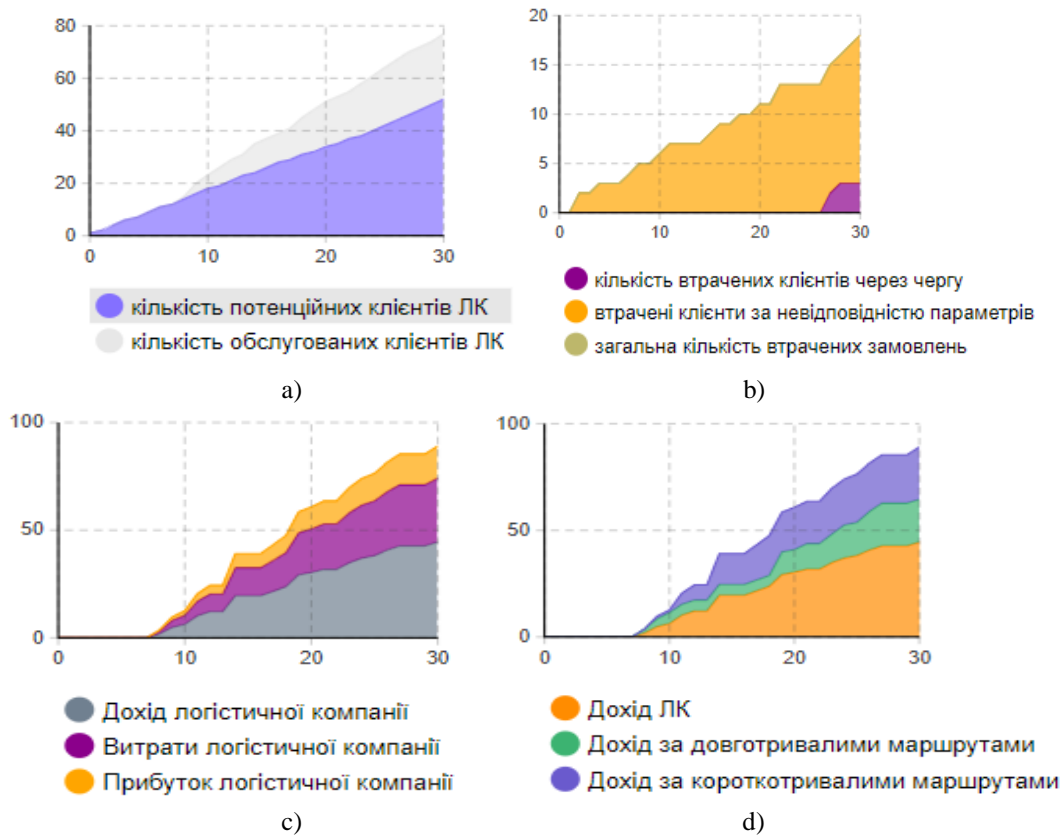 80
60
40
20
0
0 10 20 30
кількість потенційних клієнтів ЛК
кількість обслугованих клієнтів ЛК
a)
20
15
10
5
0
0 10 20 30
кількість втрачених клієнтів через чергу
втрачені клієнти за невідповідністю параметрів
загальна кількість втрачених замовлень
b)
100
50
0
0 10 20 30
Дохід логістичної компанії
Витрати логістичної компанії
Прибуток логістичної компанії
c)
100
50
0
0 10 20 30
Дохід ЛК
Дохід за довготривалими маршрутами
Дохід за короткотривалими маршрутами
d)